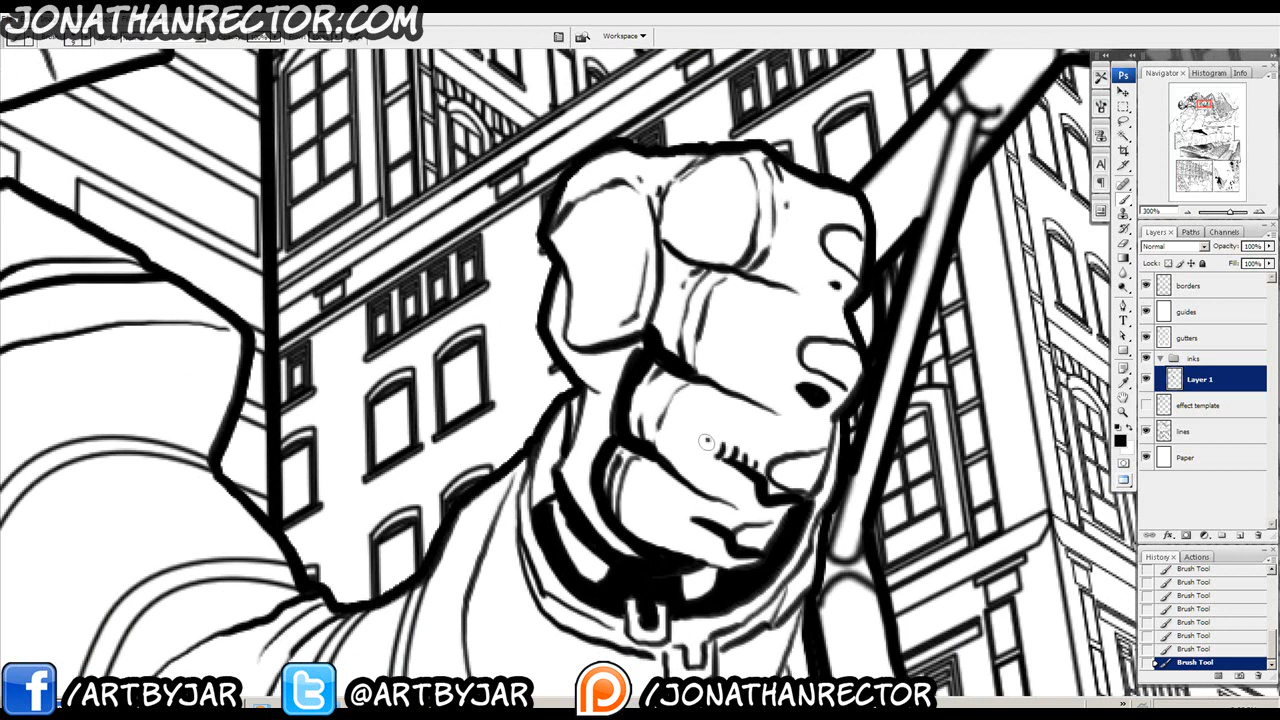 JONATHANRECTOR.COM
Workspace
Ps
Navigator × Histogram Info
300%
Layers × Paths Channels
Normal Opacity: 100%
Lock: Fill: 100%
borders
guides
gutters
inks
Layer 1
effect template
lines
Paper
History × Actions
Brush Tool
Brush Tool
Brush Tool
Brush Tool
Brush Tool
Brush Tool
Brush Tool
Brush Tool
/ARTBYJAR
@ARTBYJAR
/JONATHANRECTOR